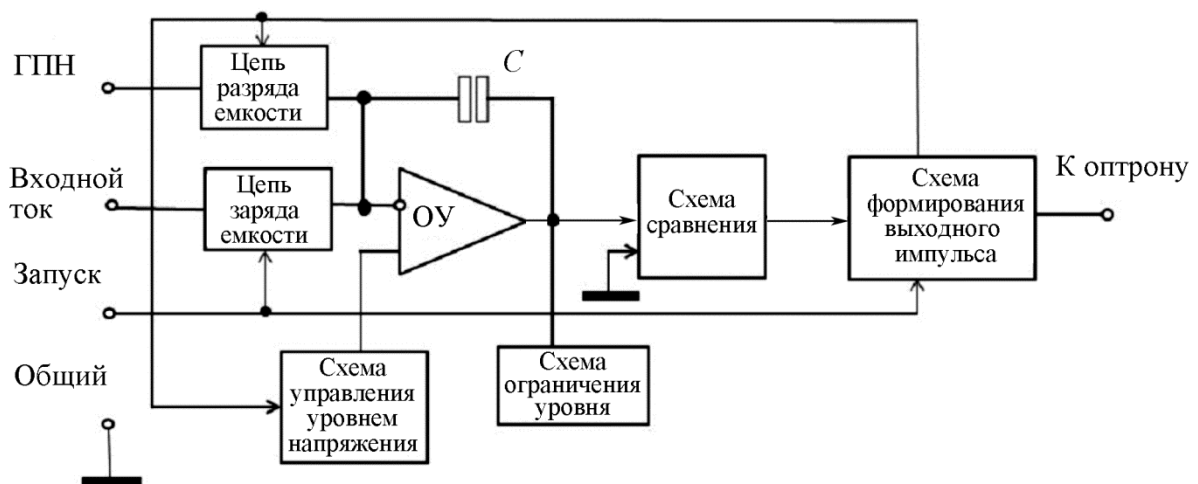 ГПН
Цепь
разряда
емкости
C
Входной
ток
Цепь
заряда
емкости
ОУ
Схема
сравнения
Схема
формирования
выходного
импульса
К оптрону
Запуск
Общий
Схема
управления
уровнем
напряжения
Схема
ограничения
уровня